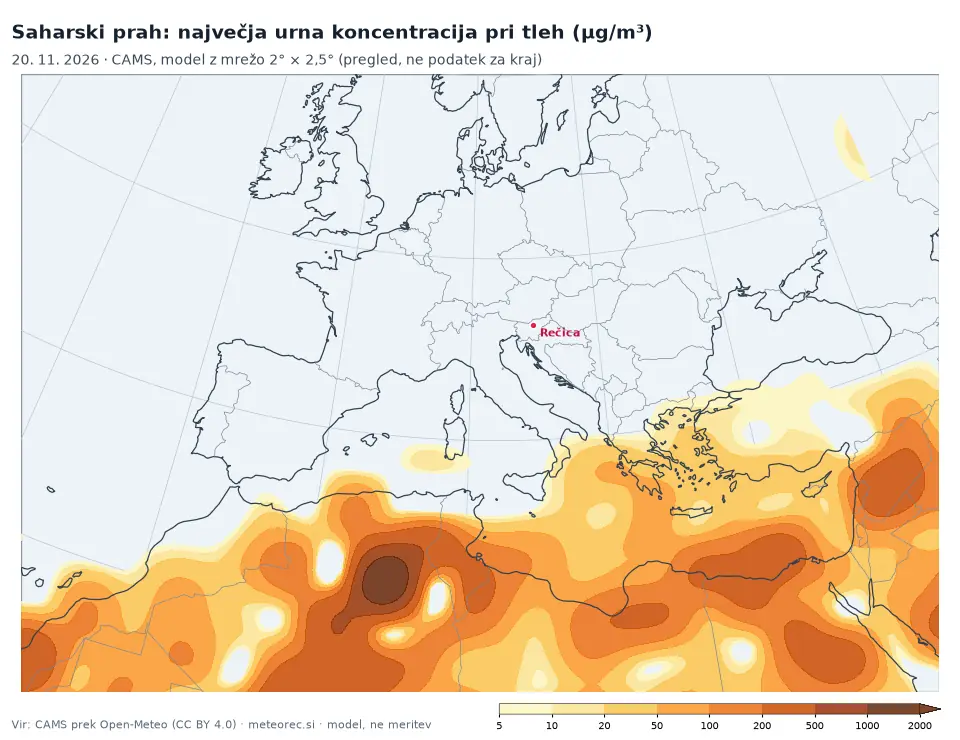 Saharski prah: največja urna koncentracija pri tleh (µg/m³)
20. 11. 2026 · CAMS, model z mrežo 2° × 2,5° (pregled, ne podatek za kraj)
Rečica
Vir: CAMS prek Open-Meteo (CC BY 4.0) · meteorec.si · model, ne meritev
5 10 20 50 100 200 500 1000 2000